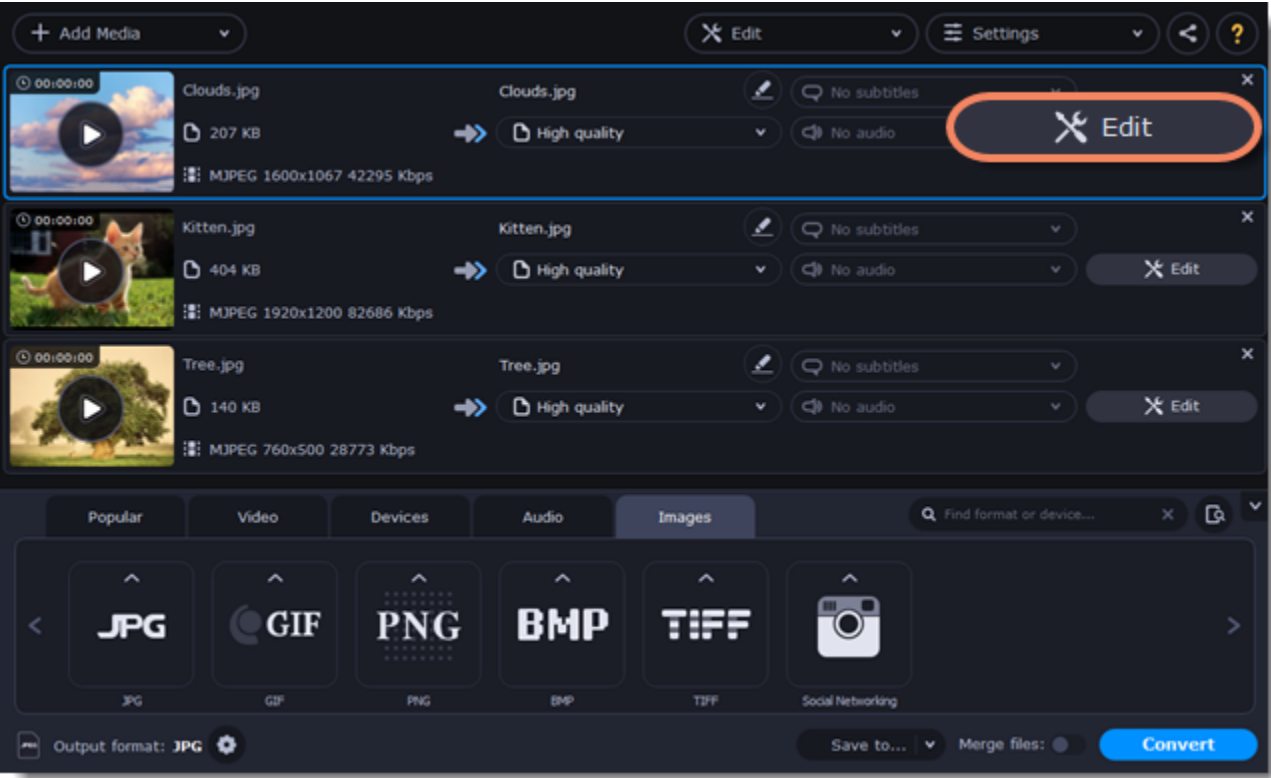 Add Media
Edit
Settings
?
00:00:00
Clouds.jpg
Clouds.jpg
No subtitles
207 KB
High quality
No audio
Edit
MJPEG 1600x1067 42295 Kbps
00:00:00
Kitten.jpg
Kitten.jpg
No subtitles
404 KB
High quality
No audio
Edit
MJPEG 1920x1200 82686 Kbps
00:00:00
Tree.jpg
Tree.jpg
No subtitles
140 KB
High quality
No audio
Edit
MJPEG 760x500 28773 Kbps
Popular
Video
Devices
Audio
Images
Find format or device...
JPG
GIF
PNG
BMP
TIFF
JPG
GIF
PNG
BMP
TIFF
Social Networking
Output format: JPG
Save to...
Merge files:
Convert